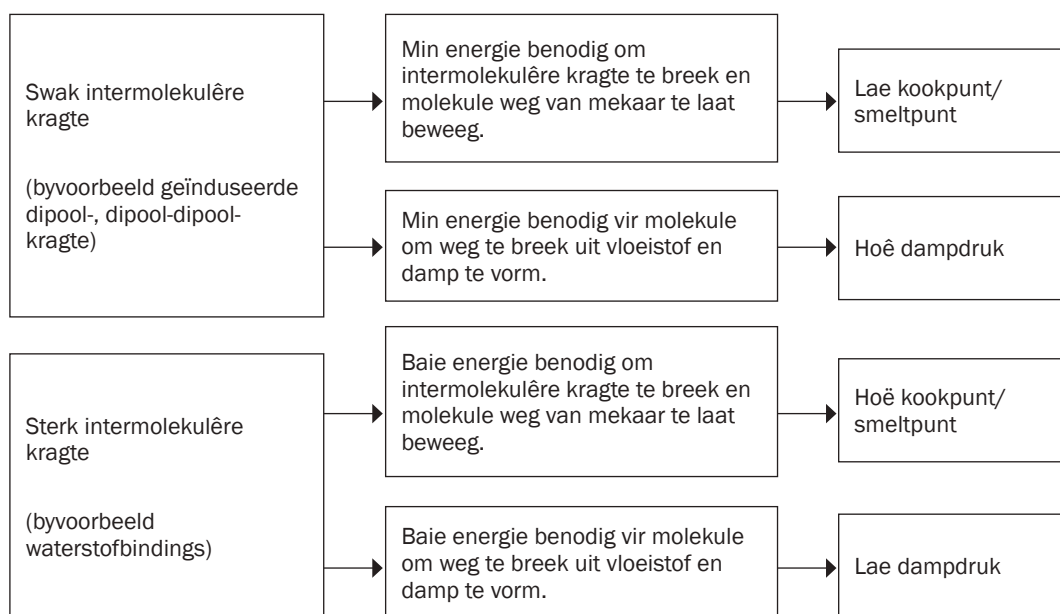 Swak intermolekulêre
kragte
(byvoorbeeld geïnduseerde
dipool-, dipool-dipool-
kragte)
Min energie benodig om
intermolekulêre kragte te breek en
molekule weg van mekaar te laat
beweeg.
Lae kookpunt/
smeltpunt
Min energie benodig vir molekule
om weg te breek uit vloeistof en
damp te vorm.
Hoê dampdruk
Sterk intermolekulêre
kragte
(byvoorbeeld
waterstofbindings)
Baie energie benodig om
intermolekulêre kragte te breek en
molekule weg van mekaar te laat
beweeg.
Hoë kookpunt/
smeltpunt
Baie energie benodig vir molekule
om weg te breek uit vloeistof en
damp te vorm.
Lae dampdruk